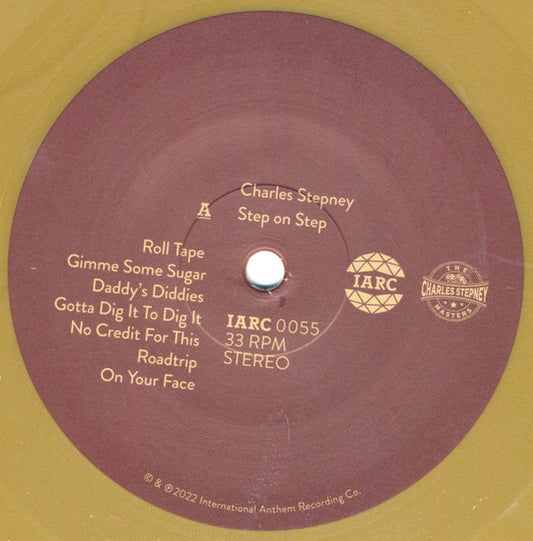 Charles Stepney
A
Step on Step
Roll Tape
Gimme Some Sugar
Daddy's Diddies
Gotta Dig It To Dig It
No Credit For This
Roadtrip
On Your Face
IARC 0055
33 RPM
STEREO
IARC
THE
CHARLES STEPNEY
MASTERS
© & ℗2022 International Anthem Recording Co.